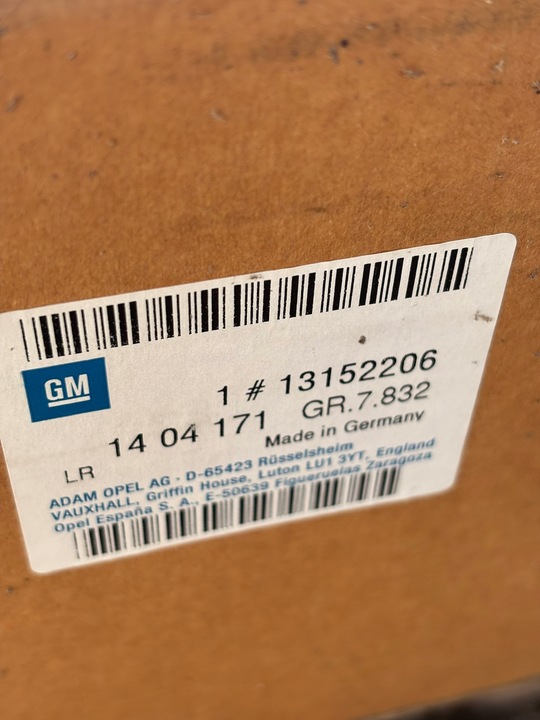 GM
1 # 13152206
14 04 171 GR.7.832
LR Made in Germany
ADAM OPEL AG · D-65423 Rüsselsheim
VAUXHALL, Griffin House, Luton LU1 3YT, England
Opel España S. A., E-50639 Figueruelas Zaragoza